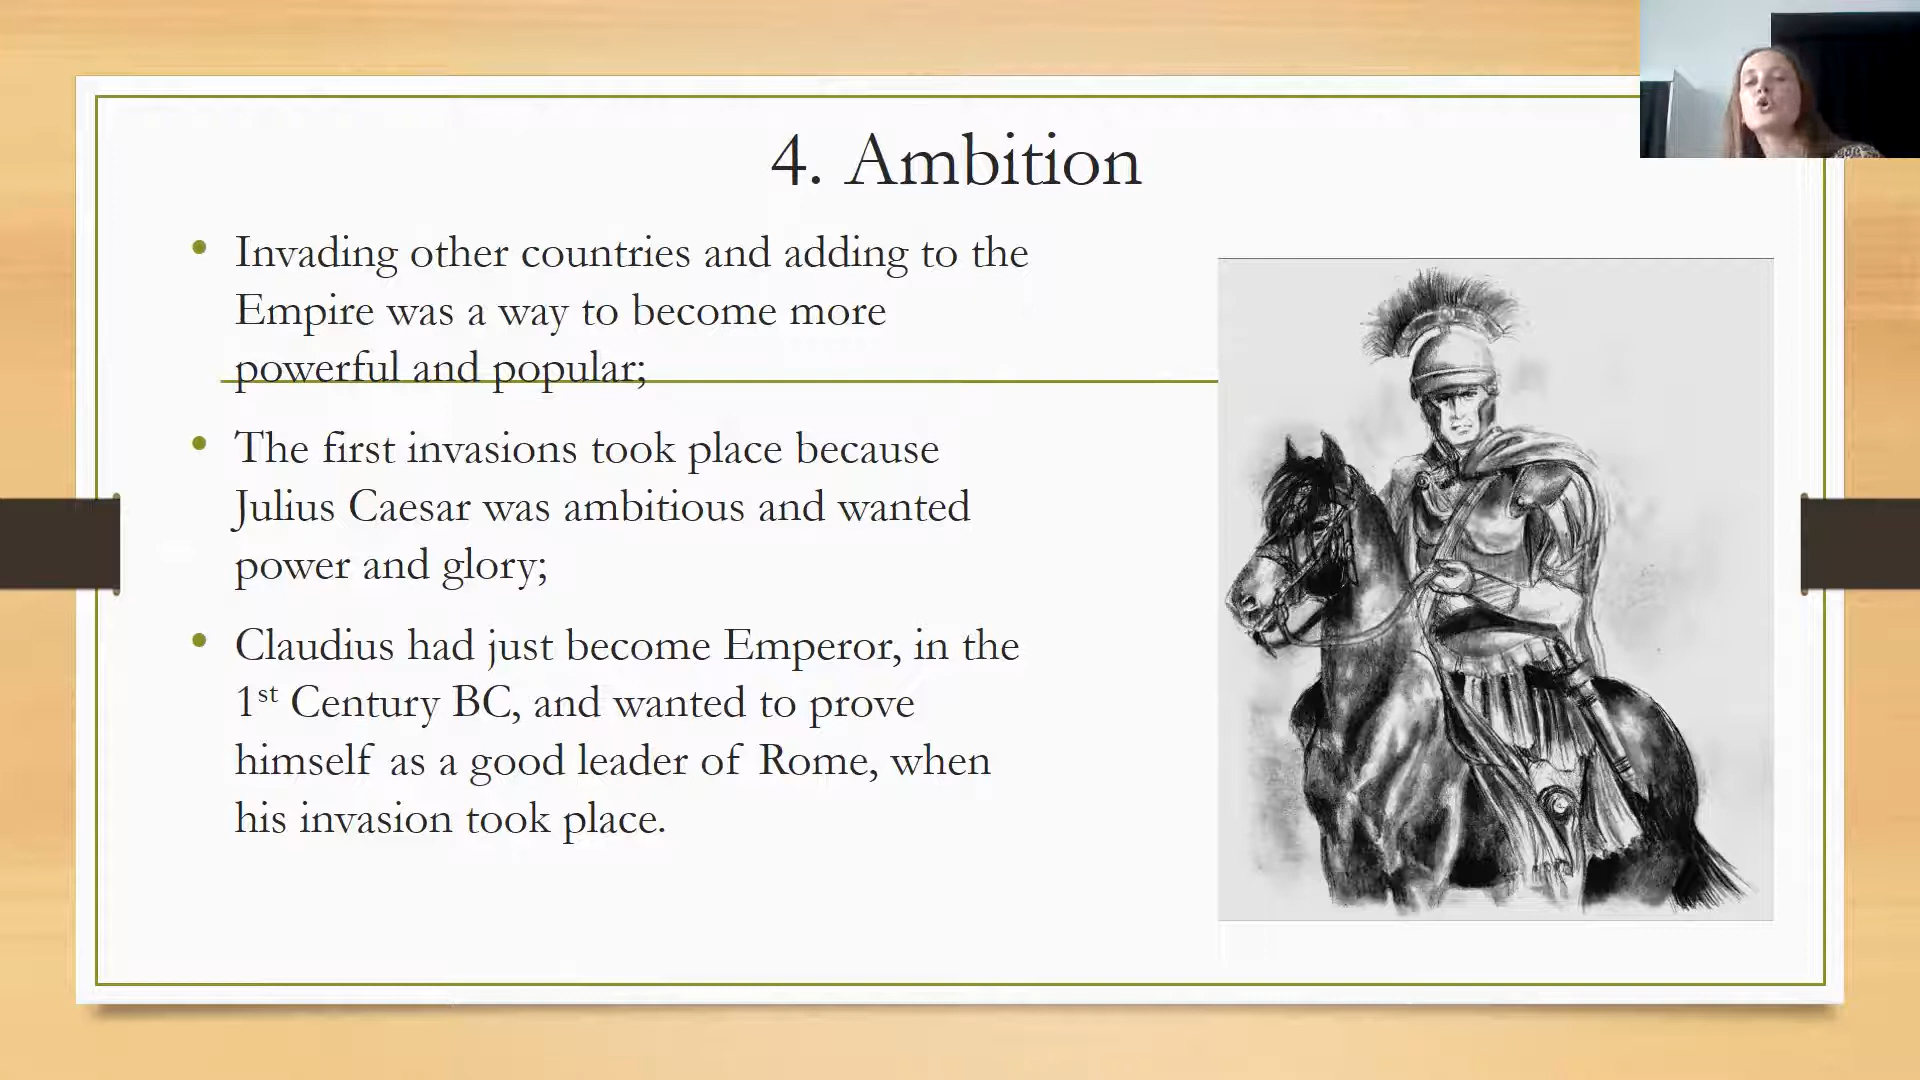 4. Ambition
• Invading other countries and adding to the
Empire was a way to become more
powerful and popular;
• The first invasions took place because
Julius Caesar was ambitious and wanted
power and glory;
• Claudius had just become Emperor, in the
1st Century BC, and wanted to prove
himself as a good leader of Rome, when
his invasion took place.